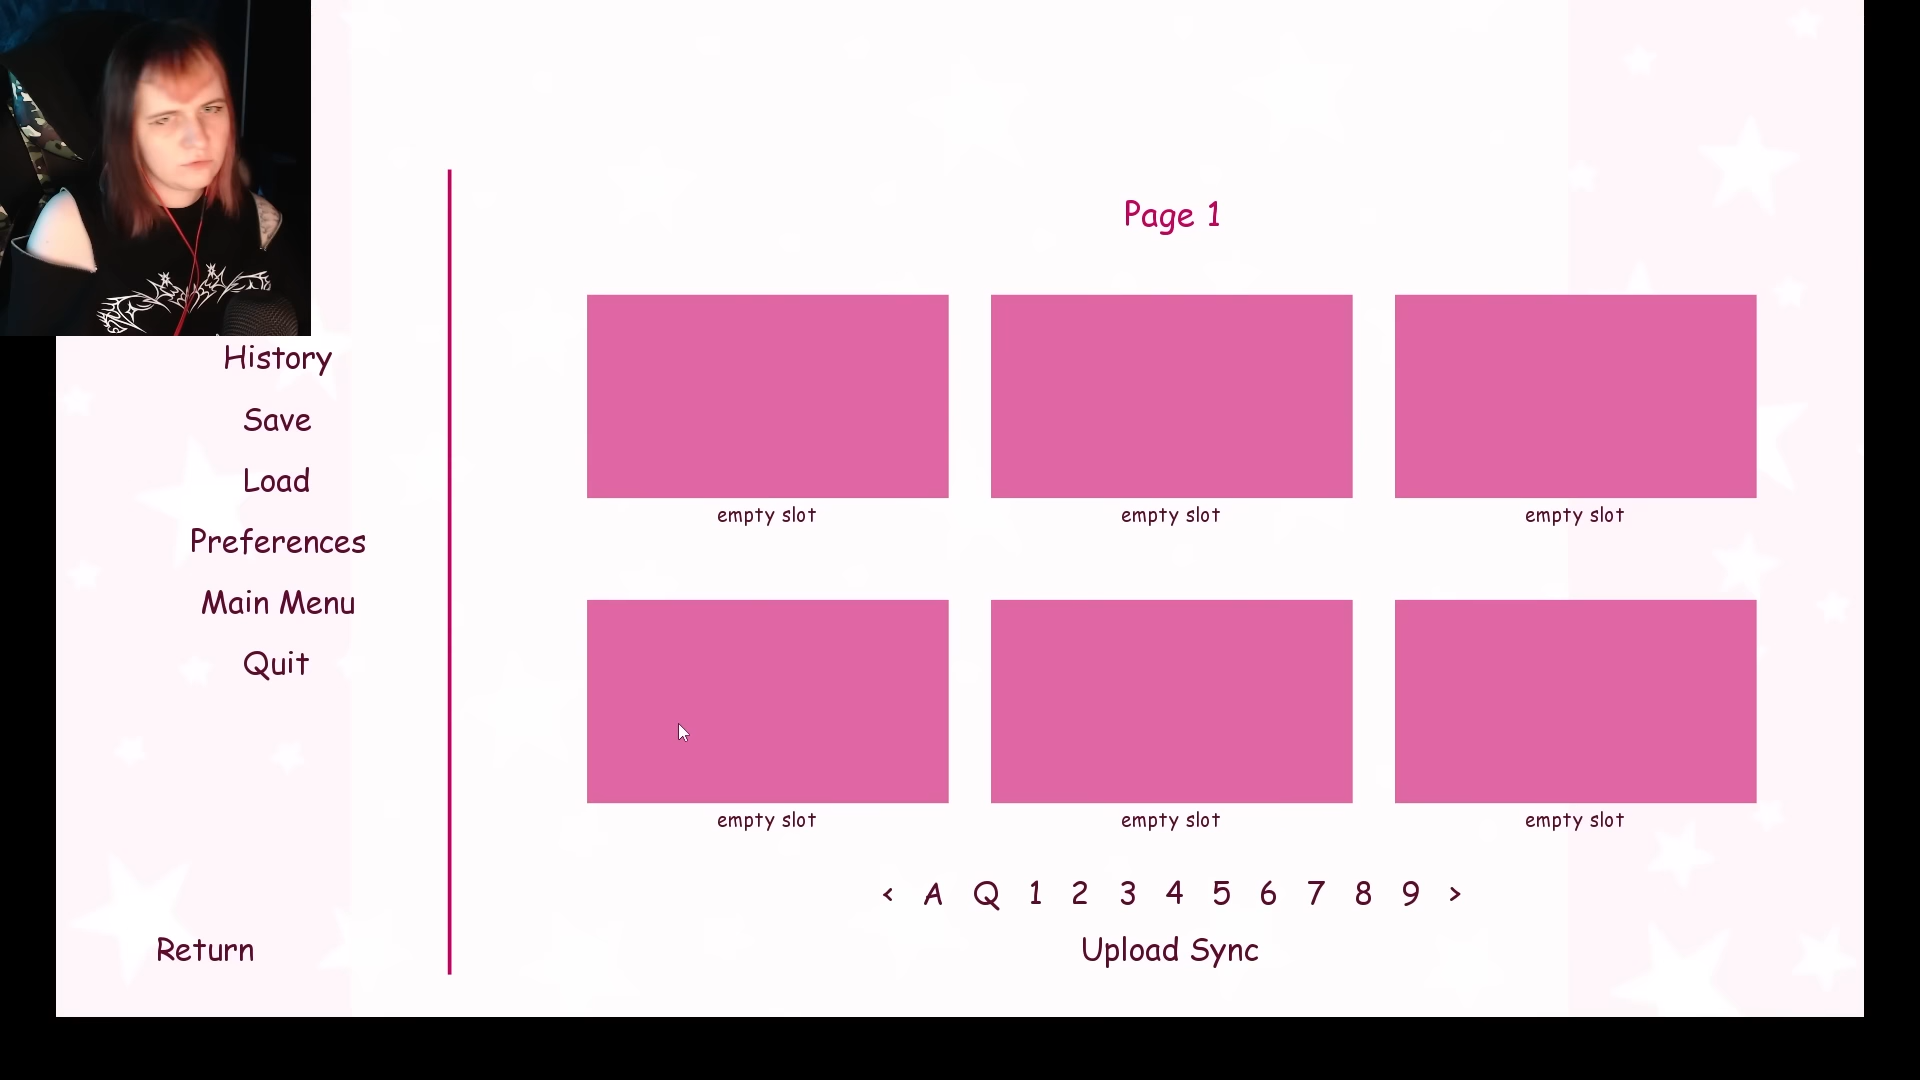 History
Save
Load
Preferences
Main Menu
Quit
Return
Page 1
empty slot empty slot empty slot
empty slot empty slot empty slot
< A Q 1 2 3 4 5 6 7 8 9 >
Upload Sync